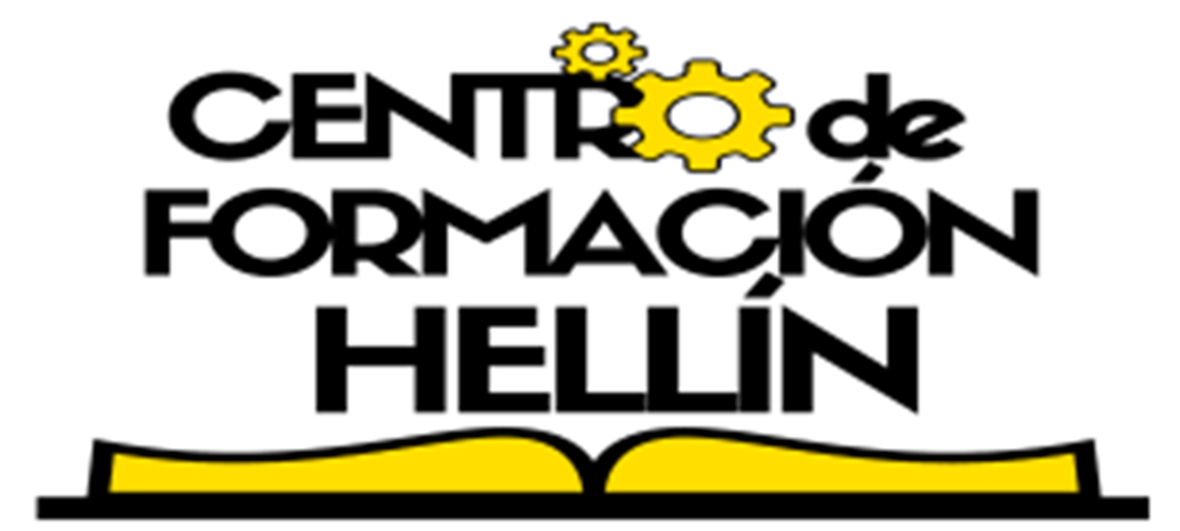 CENTRO de
FORMACIÓN
HELLÍN